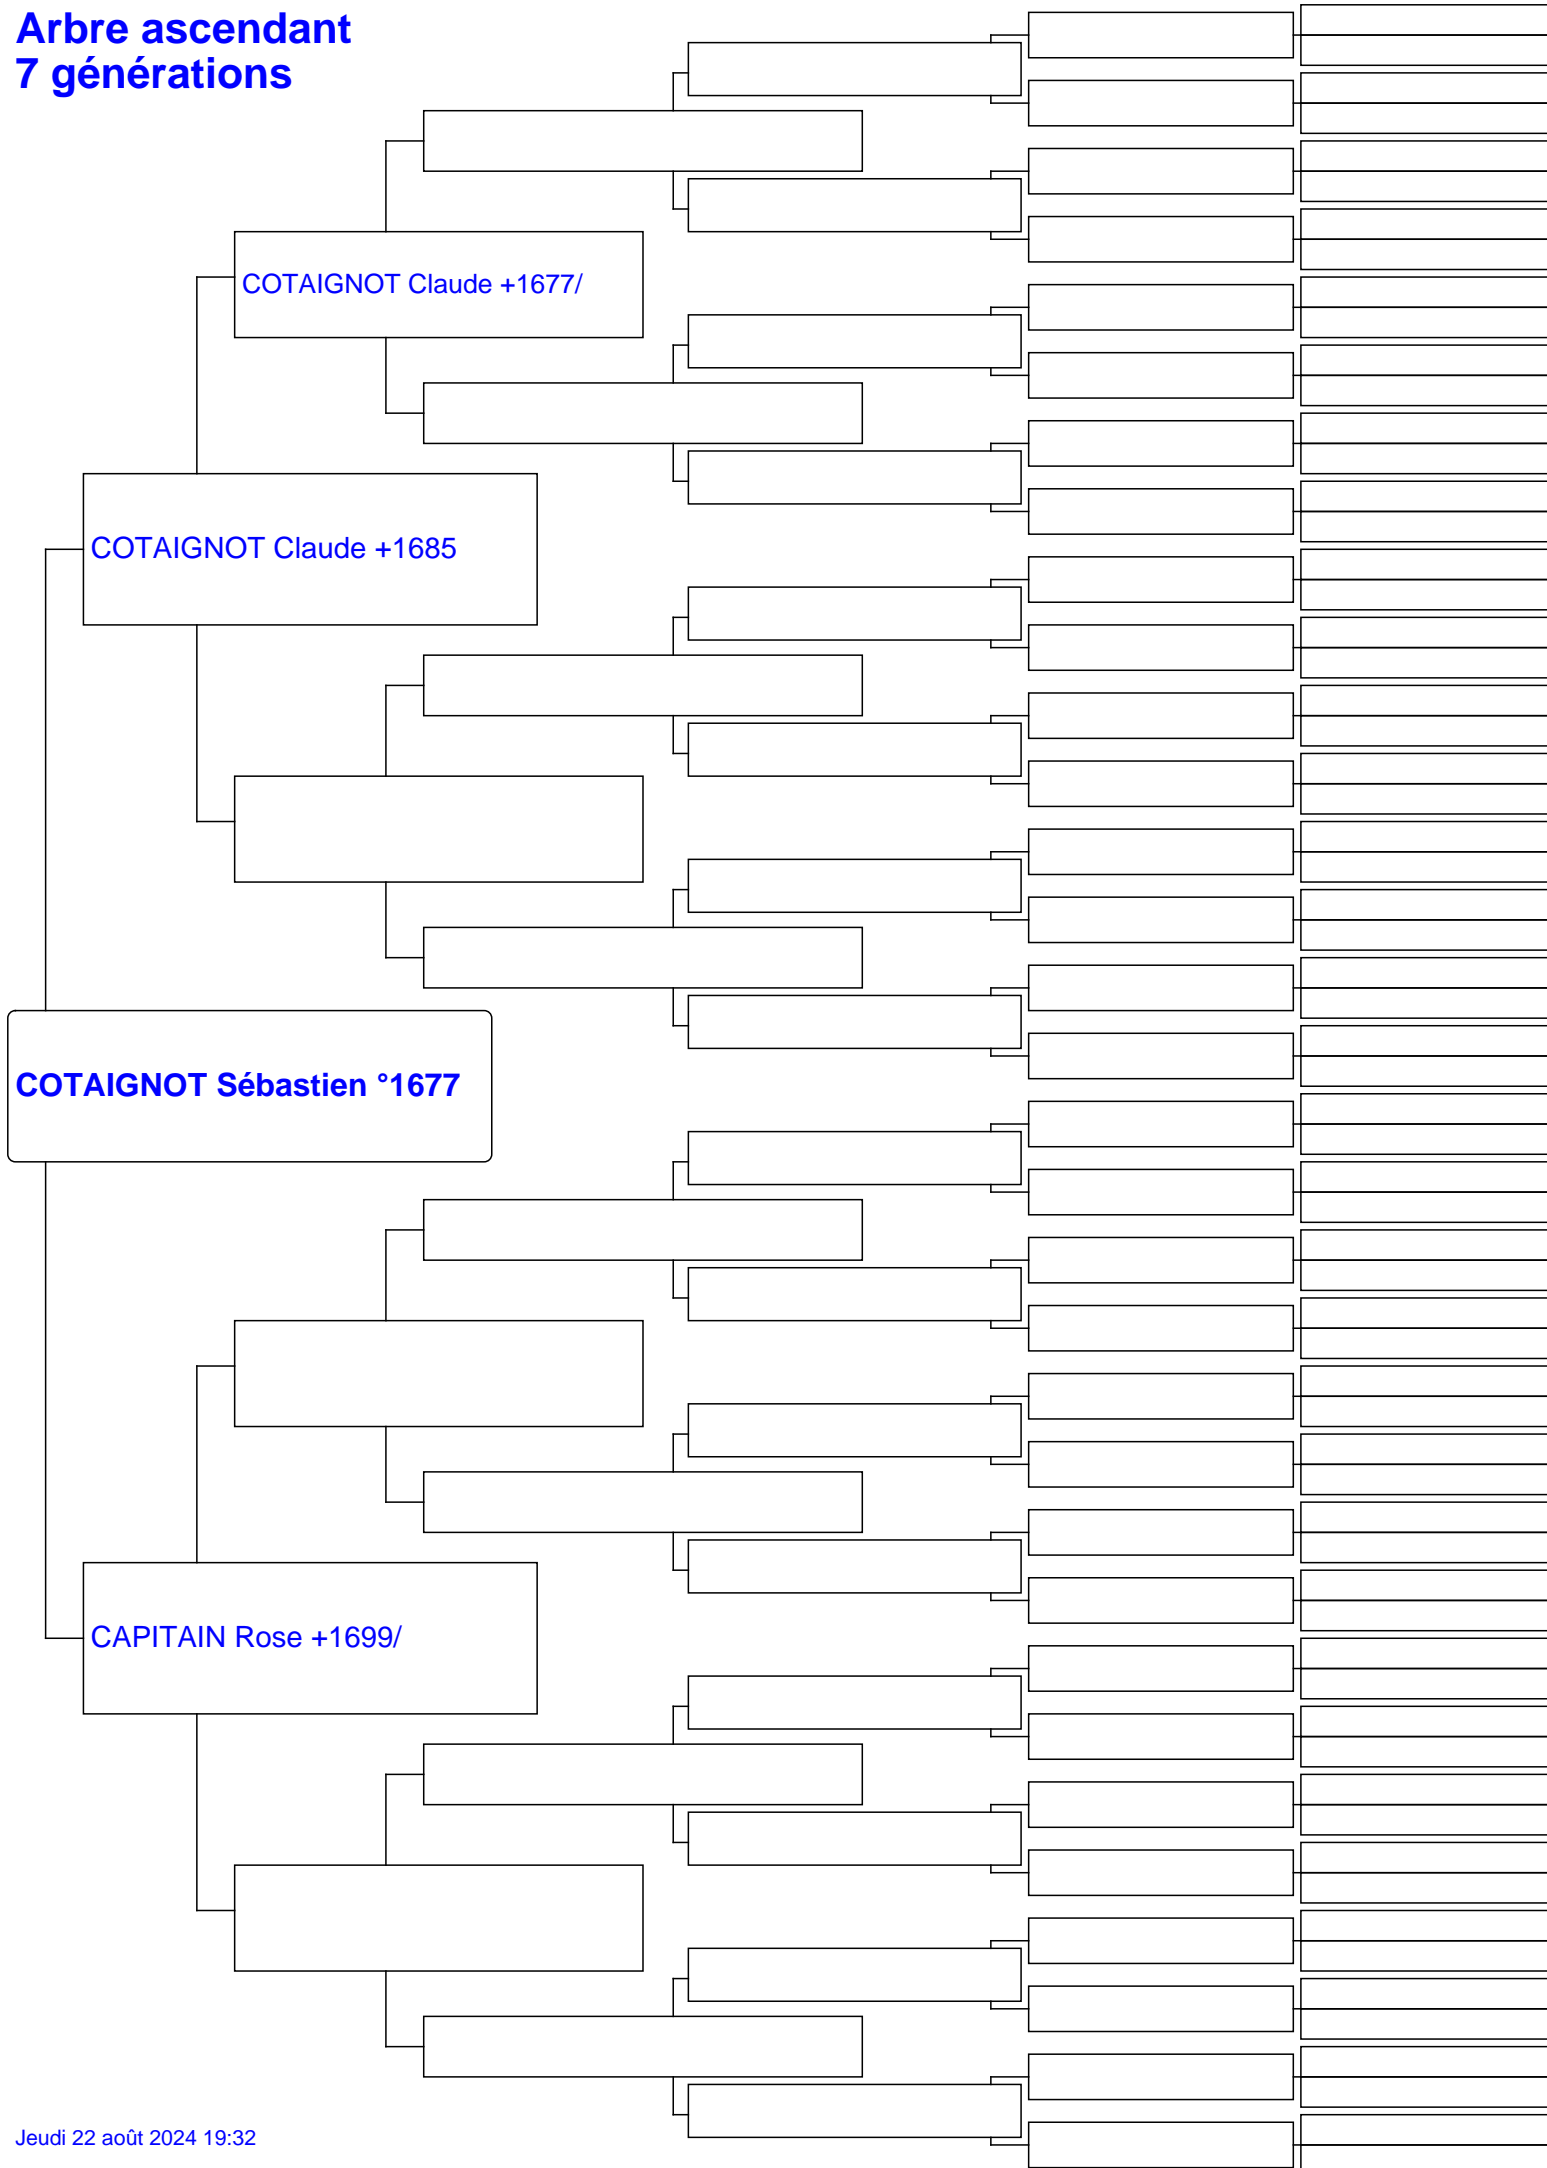 Arbre ascendant
7 générations
COTAIGNOT Claude +1677/
COTAIGNOT Claude +1685
COTAIGNOT Sébastien °1677
CAPITAIN Rose +1699/
Jeudi 22 août 2024 19:32